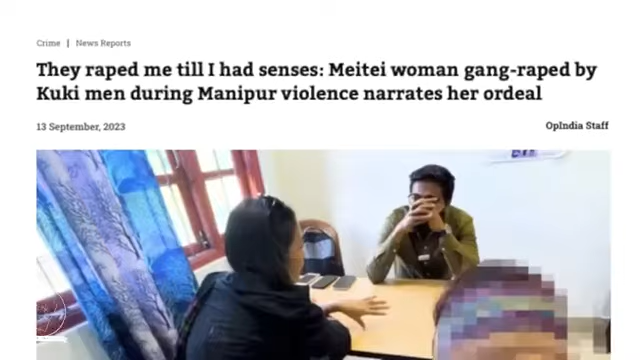 Crime | News Reports
They raped me till I had senses: Meitei woman gang-raped by
Kuki men during Manipur violence narrates her ordeal
13 September, 2023
OpIndia Staff